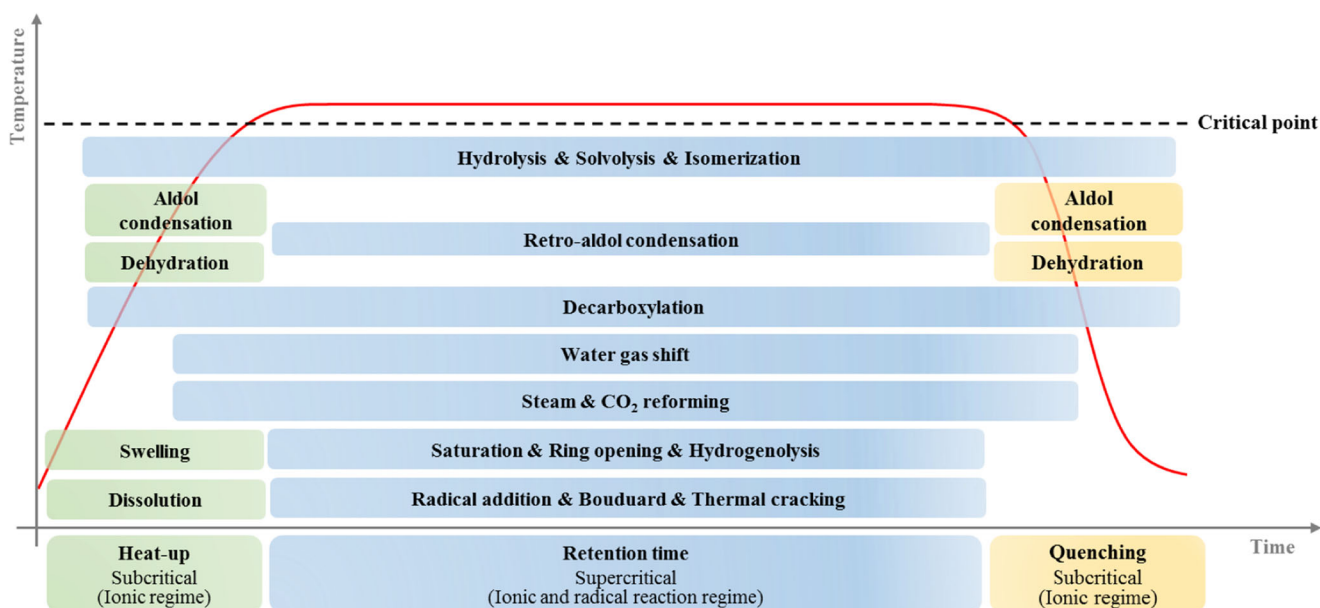 Temperature
Critical point
Hydrolysis & Solvolysis & Isomerization
Aldol
condensation
Aldol
condensation
Retro-aldol condensation
Dehydration
Dehydration
Decarboxylation
Water gas shift
Steam & CO₂ reforming
Swelling
Saturation & Ring opening & Hydrogenolysis
Dissolution
Radical addition & Bouduard & Thermal cracking
Time
Heat-up
Subcritical
(Ionic regime)
Retention time
Supercritical
(Ionic and radical reaction regime)
Quenching
Subcritical
(Ionic regime)